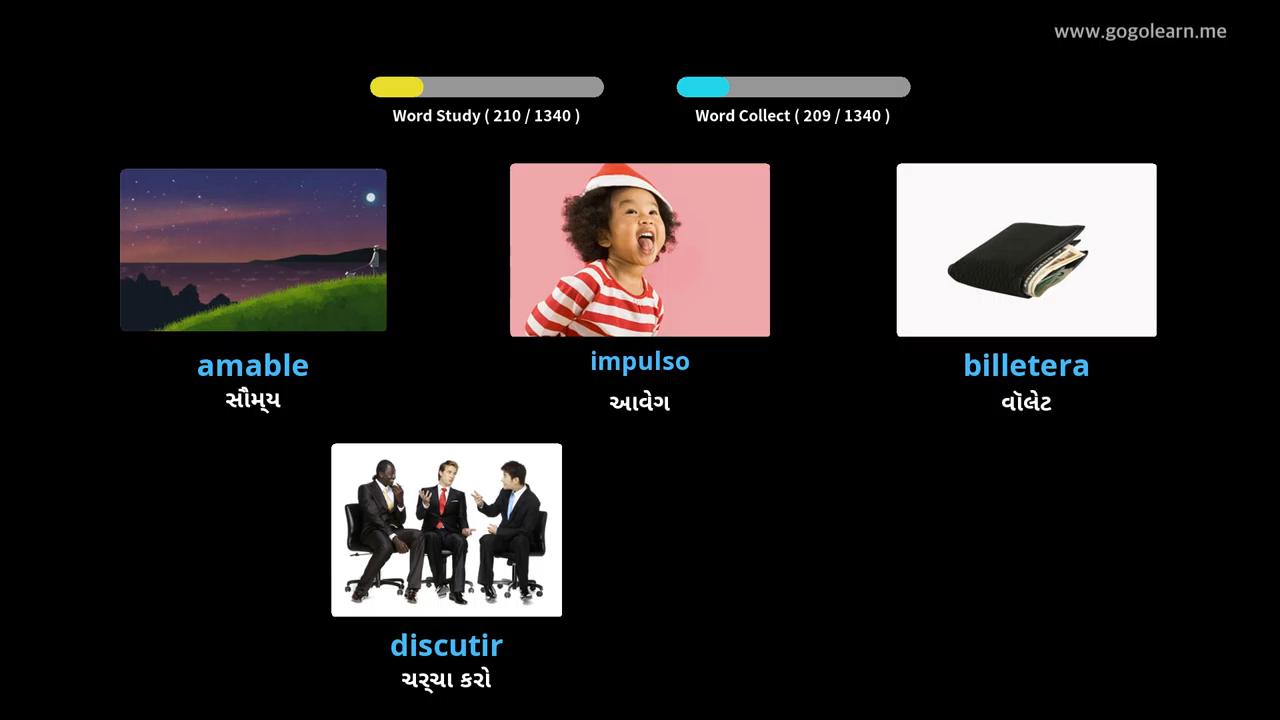 www.gogolearn.me
Word Study ( 210 / 1340 )
Word Collect ( 209 / 1340 )
amable
સૌમ્ય
impulso
આવેગ
billetera
વૉલેટ
discutir
ચર્ચા કરો